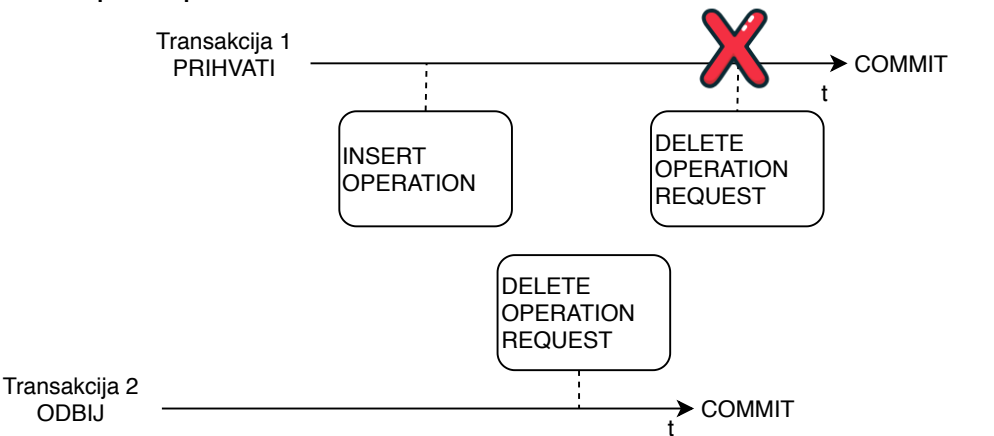 Transakcija 1
PRIHVATI
COMMIT
t
INSERT
OPERATION
DELETE
OPERATION
REQUEST
DELETE
OPERATION
REQUEST
Transakcija 2
ODBIJ
COMMIT
t